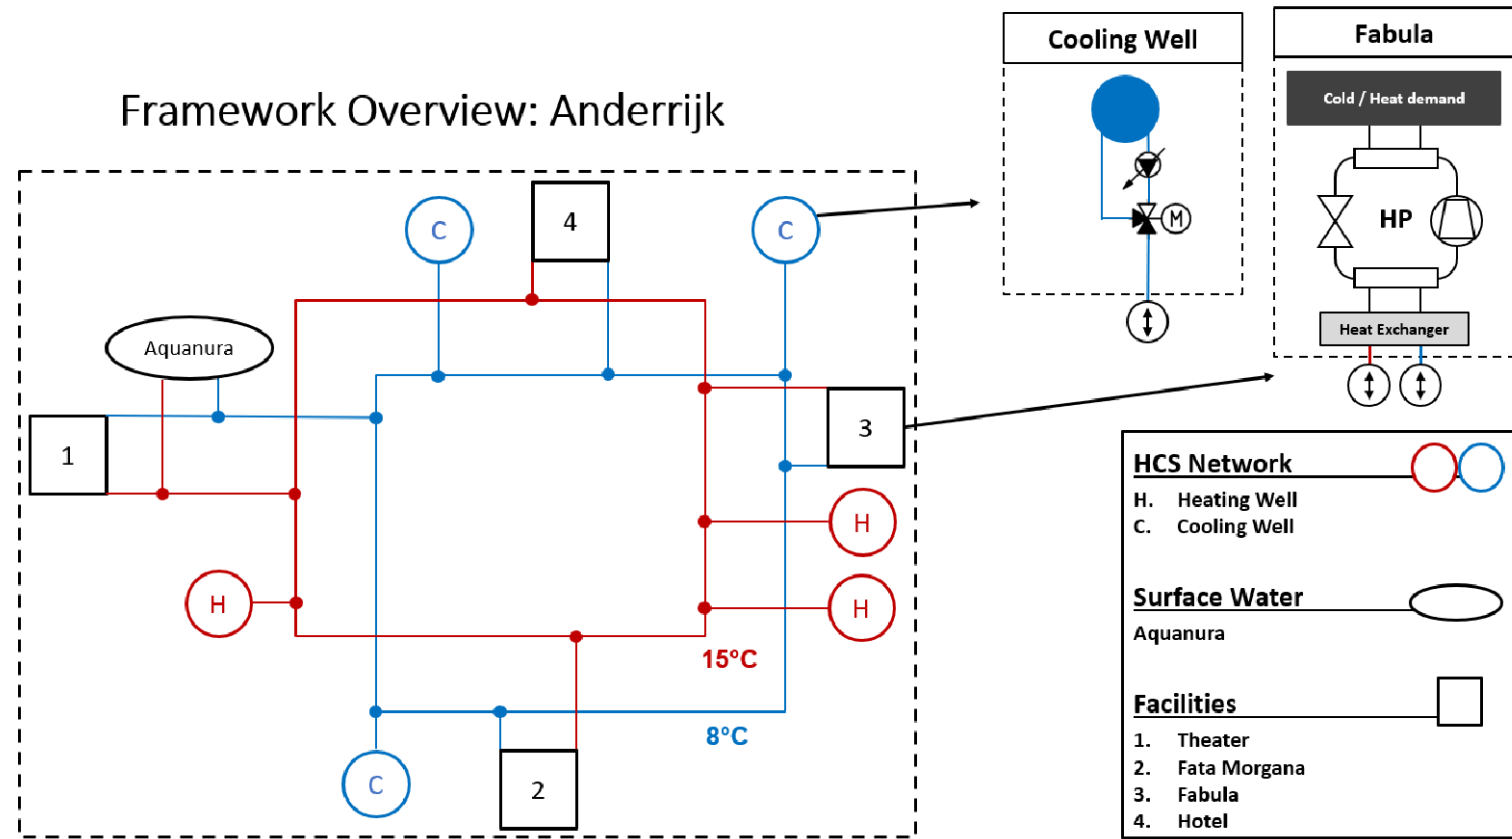 Framework Overview: Anderrijk
Cooling Well
M
Fabula
Cold / Heat demand
HP
Heat Exchanger
C
4
C
Aquanura
1
3
H
H
H
15°C
8°C
C
2
HCS Network
H. Heating Well
C. Cooling Well
Surface Water
Aquanura
Facilities
1. Theater
2. Fata Morgana
3. Fabula
4. Hotel